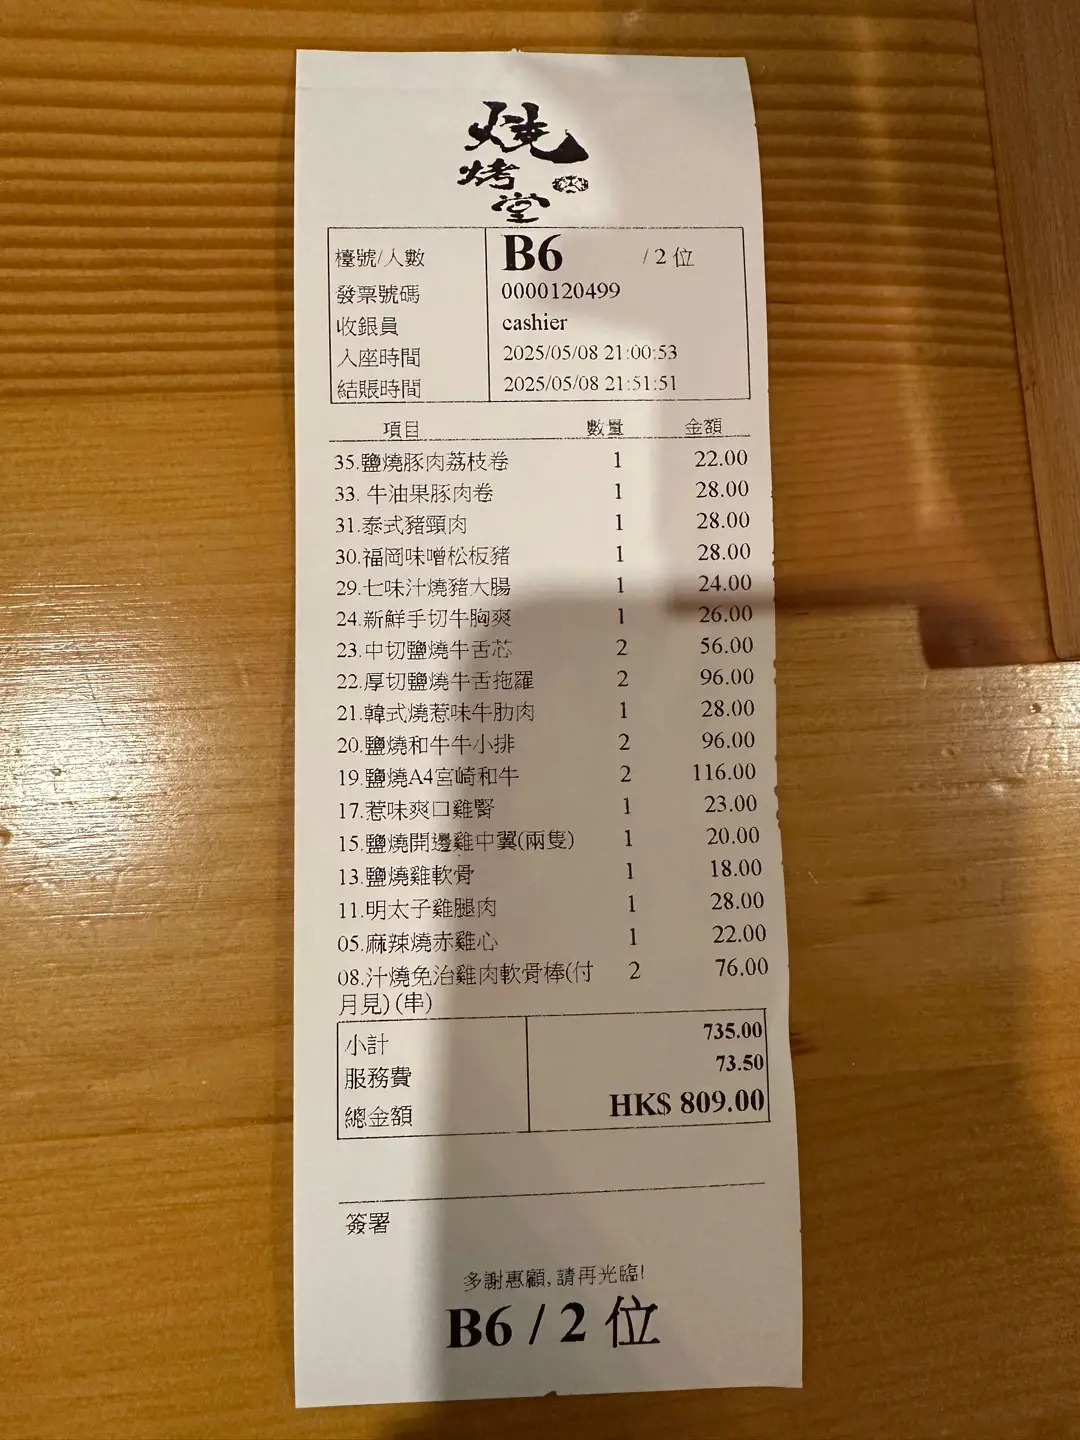 燒
烤
堂
檯號/人數 B6 /2 位
發票號碼 0000120499
收銀員 cashier
入座時間 2025/05/08 21:00:53
結賬時間 2025/05/08 21:51:51
項目 數量 金額
35.鹽燒豚肉荔枝卷 1 22.00
33. 牛油果豚肉卷 1 28.00
31.泰式豬頸肉 1 28.00
30.福岡味噌松板豬 1 28.00
29.七味汁燒豬大腸 1 24.00
24.新鮮手切牛胸爽 1 26.00
23.中切鹽燒牛舌芯 2 56.00
22.厚切鹽燒牛舌拖羅 2 96.00
21.韓式燒惹味牛肋肉 1 28.00
20.鹽燒和牛牛小排 2 96.00
19.鹽燒A4宮崎和牛 2 116.00
17.惹味爽口雞腎 1 23.00
15.鹽燒開邊雞中翼(兩隻) 1 20.00
13.鹽燒雞軟骨 1 18.00
11.明太子雞腿肉 1 28.00
05.麻辣燒赤雞心 1 22.00
08.汁燒免治雞肉軟骨棒(付 2 76.00
月見) (串)
小計 735.00
服務費 73.50
總金額 HK$ 809.00
簽署
多謝惠顧, 請再光臨!
B6 / 2 位